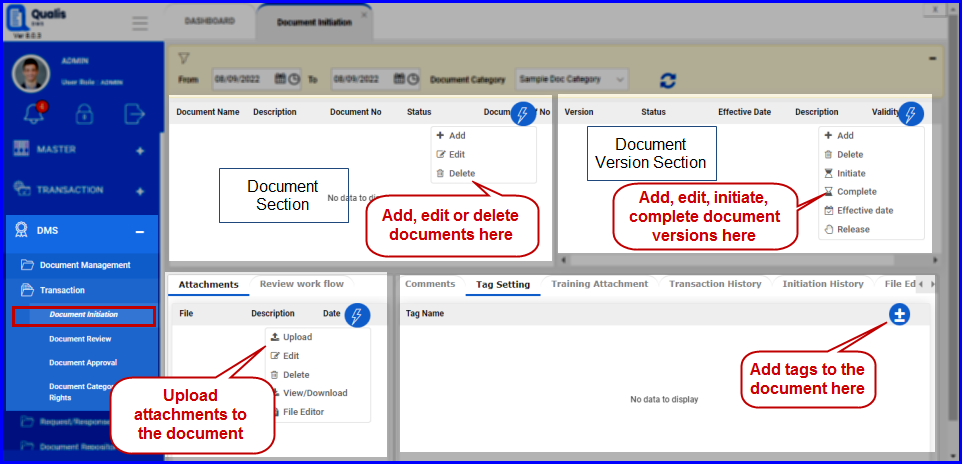 Qualis
DMS
Ver 8.0.3
DASHBOARD
Document Initiation
ADMIN
User Role : ADMIN
From 08/09/2022 To 08/09/2022 Document Category Sample Doc Category
MASTER
TRANSACTION
DMS
Document Management
Transaction
Document Initiation
Document Review
Document Approval
Document Catego
Rights
Request/Respons
Document Reposito
Document Name Description Document No Status Docum No
Add
Edit
Delete
No data to display
Document
Section
Add, edit or delete
documents here
Version Status Effective Date Description Validity
Add
Delete
Initiate
Complete
Effective date
Release
Document
Version Section
Add, edit, initiate,
complete document
versions here
Attachments Review work flow
File Description Date
Upload
Edit
Delete
View/Download
File Editor
Upload
attachments to
the document
Comments Tag Setting Training Attachment Transaction History Initiation History File Ed
Tag Name
No data to display
Add tags to the
document here